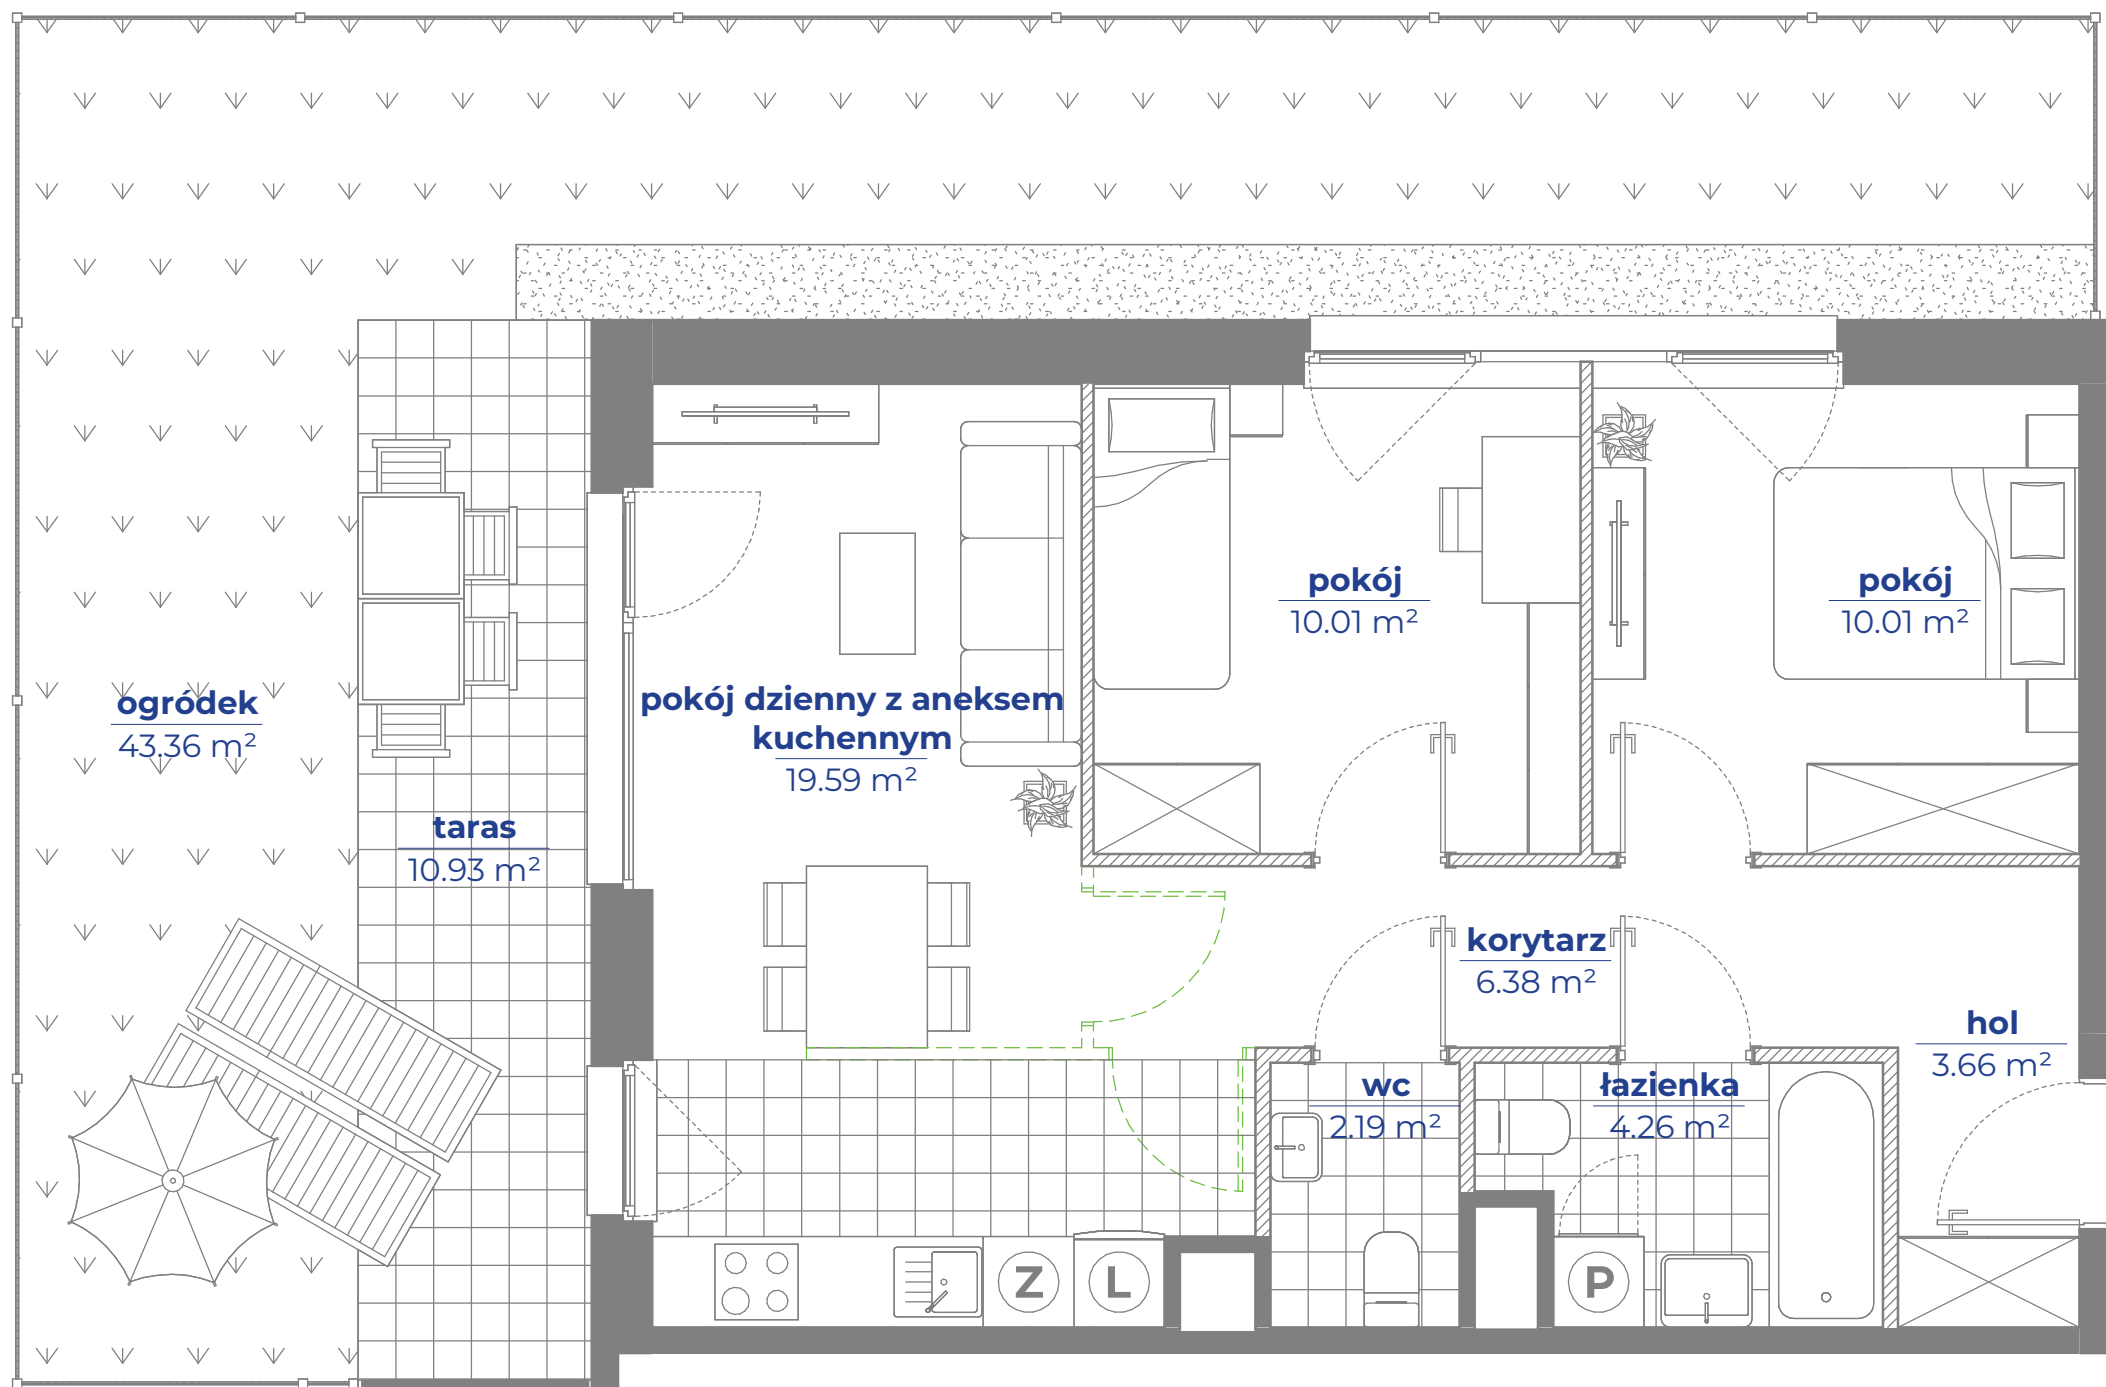 pokój
10.01 m²
pokój
10.01 m²
ogródek
43.36 m²
pokój dzienny z aneksem
kuchennym
19.59 m²
taras
10.93 m²
korytarz
6.38 m²
hol
3.66 m²
wc
2.19 m²
łazienka
4.26 m²
Z
L
P